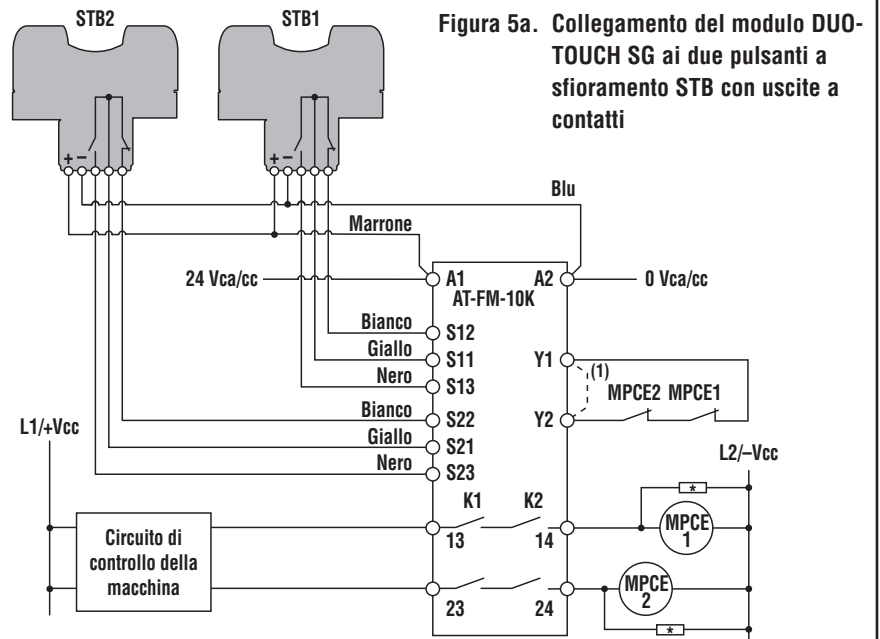 STB2
STB1
Figura 5a. Collegamento del modulo DUO-
TOUCH SG ai due pulsanti a
sfioramento STB con uscite a
contatti
+ –
+ –
Blu
Marrone
24 Vca/cc
A1
A2
0 Vca/cc
AT-FM-10K
Bianco
S12
Giallo
S11
Y1
(1)
Nero
S13
MPCE2 MPCE1
Bianco
S22
Y2
L1/+Vcc
Giallo
S21
L2/–Vcc
Nero
S23
K1
K2
*
Circuito di
controllo della
macchina
13
14
MPCE
1
MPCE
2
23
24
*